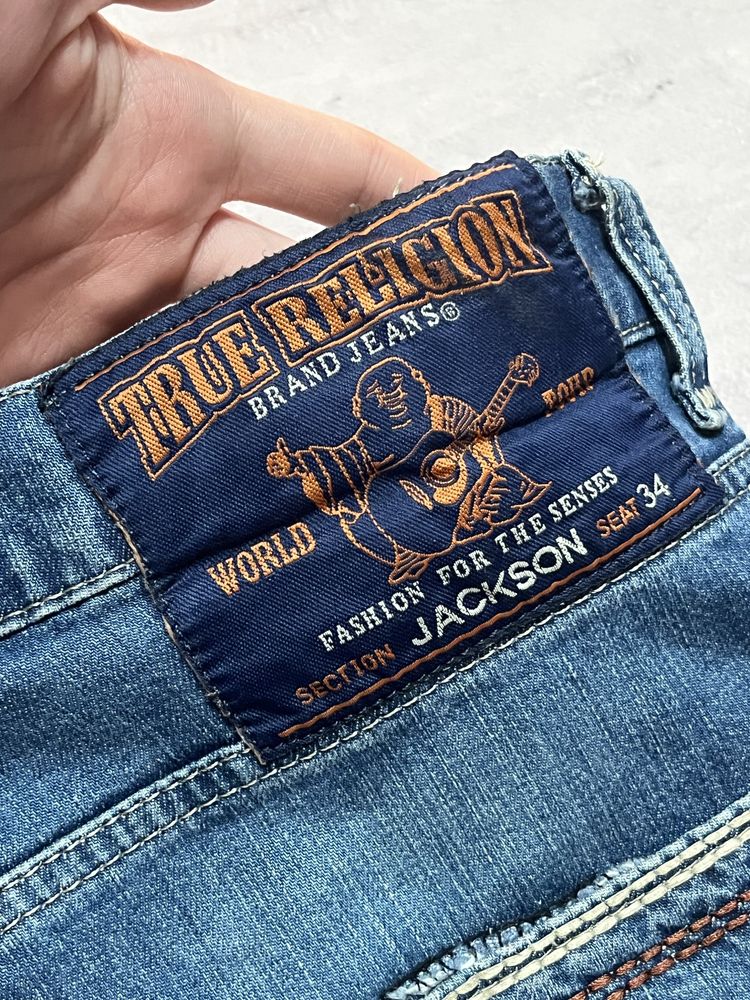 TRUE RELIGION
BRAND JEANS®
WORLD TOUR
FASHION FOR THE SENSES
SECTION JACKSON SEAT 34